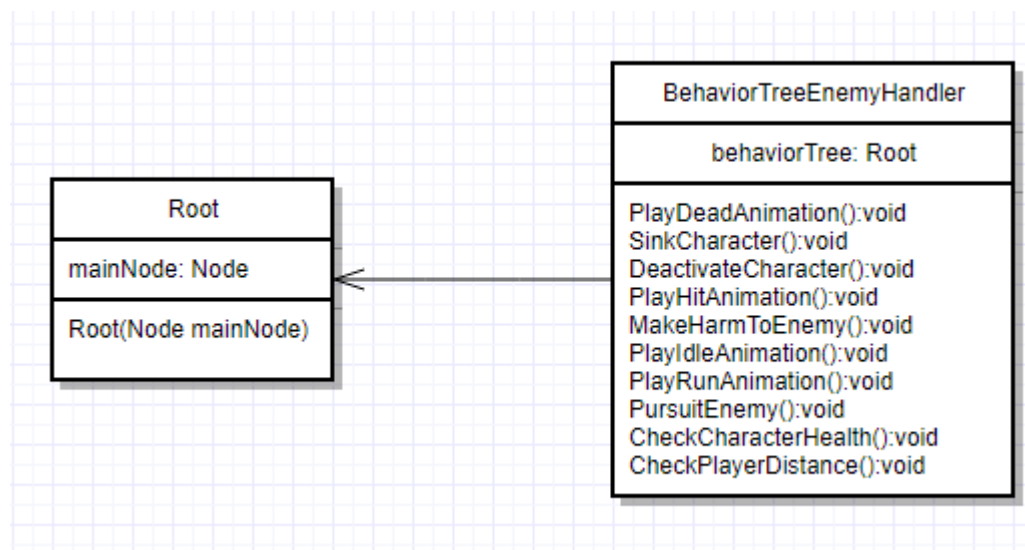 Root
mainNode: Node
Root(Node mainNode)
BehaviorTreeEnemyHandler
behaviorTree: Root
PlayDeadAnimation():void
SinkCharacter():void
DeactivateCharacter():void
PlayHitAnimation():void
MakeHarmToEnemy():void
PlayIdleAnimation():void
PlayRunAnimation():void
PursuitEnemy():void
CheckCharacterHealth():void
CheckPlayerDistance():void